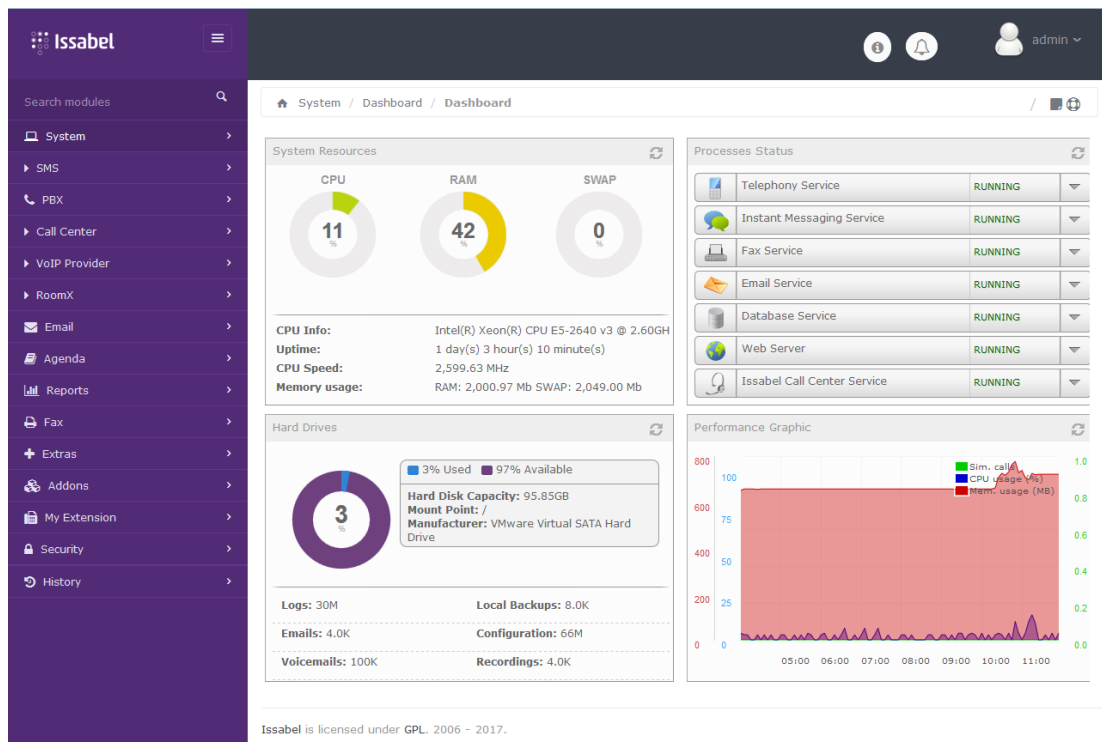 Issabel
admin
Search modules
System
SMS
PBX
Call Center
VoIP Provider
RoomX
Email
Agenda
Reports
Fax
Extras
Addons
My Extension
Security
History
System / Dashboard / Dashboard
/
System Resources
CPU RAM SWAP
11 42 0
% % %
CPU Info: Intel(R) Xeon(R) CPU E5-2640 v3 @ 2.60GH
Uptime: 1 day(s) 3 hour(s) 10 minute(s)
CPU Speed: 2,599.63 MHz
Memory usage: RAM: 2,000.97 Mb SWAP: 2,049.00 Mb
Processes Status
Telephony Service RUNNING
Instant Messaging Service RUNNING
Fax Service RUNNING
Email Service RUNNING
Database Service RUNNING
Web Server RUNNING
Issabel Call Center Service RUNNING
Hard Drives
3
%
3% Used 97% Available
Hard Disk Capacity: 95.85GB
Mount Point: /
Manufacturer: VMware Virtual SATA Hard
Drive
Logs: 30M Local Backups: 8.0K
Emails: 4.0K Configuration: 66M
Voicemails: 100K Recordings: 4.0K
Performance Graphic
800 600 400 200 0
100 75 50 25 0
Sim. calls
CPU usage (%)
Mem. usage (MB)
1.0 0.8 0.6 0.4 0.2 0.0
05:00 06:00 07:00 08:00 09:00 10:00 11:00
Issabel is licensed under GPL. 2006 - 2017.